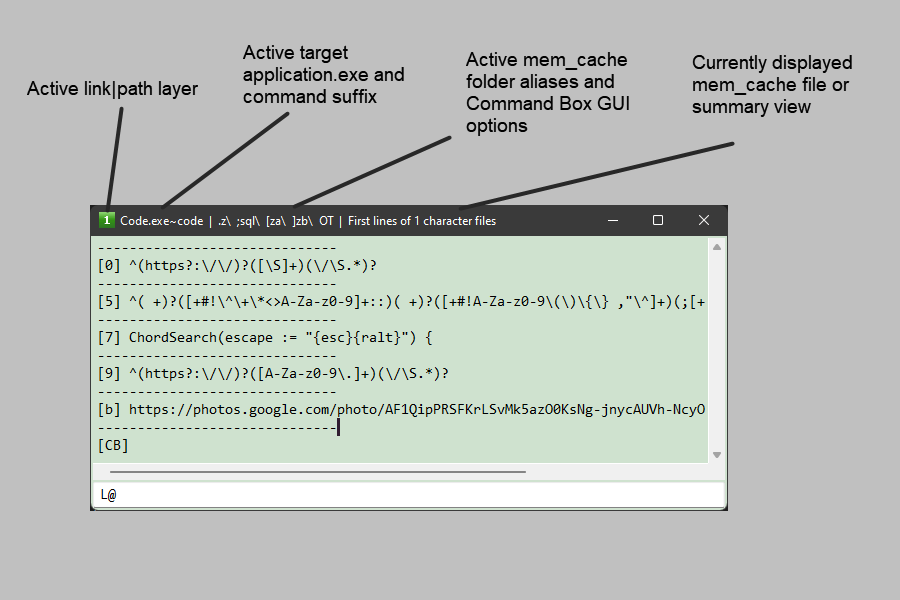 Active link|path layer
Active target
application.exe and
command suffix
Active mem_cache
folder aliases and
Command Box GUI
options
Currently displayed
mem_cache file or
summary view
1 Code.exe~code | .z\ ;sql\ [za\ ]zb\ OT | First lines of 1 character files
------------------------------
[0] ^(https?:\/\/)?([\S]+)(\/\S.*)?
------------------------------
[5] ^( +)?([+#!\^\+\*<>A-Za-z0-9]+::)( +)?([+#!A-Za-z0-9\(\)\{\} ,"\^]+)(;[+
------------------------------
[7] ChordSearch(escape := "{esc}{ralt}") {
------------------------------
[9] ^(https?:\/\/)?([A-Za-z0-9\.]+)(\/\S.*)?
------------------------------
[b] https://photos.google.com/photo/AF1QipPRSFKrLSvMk5azO0KsNg-jnycAUVh-NcyO
------------------------------
[CB]
L@